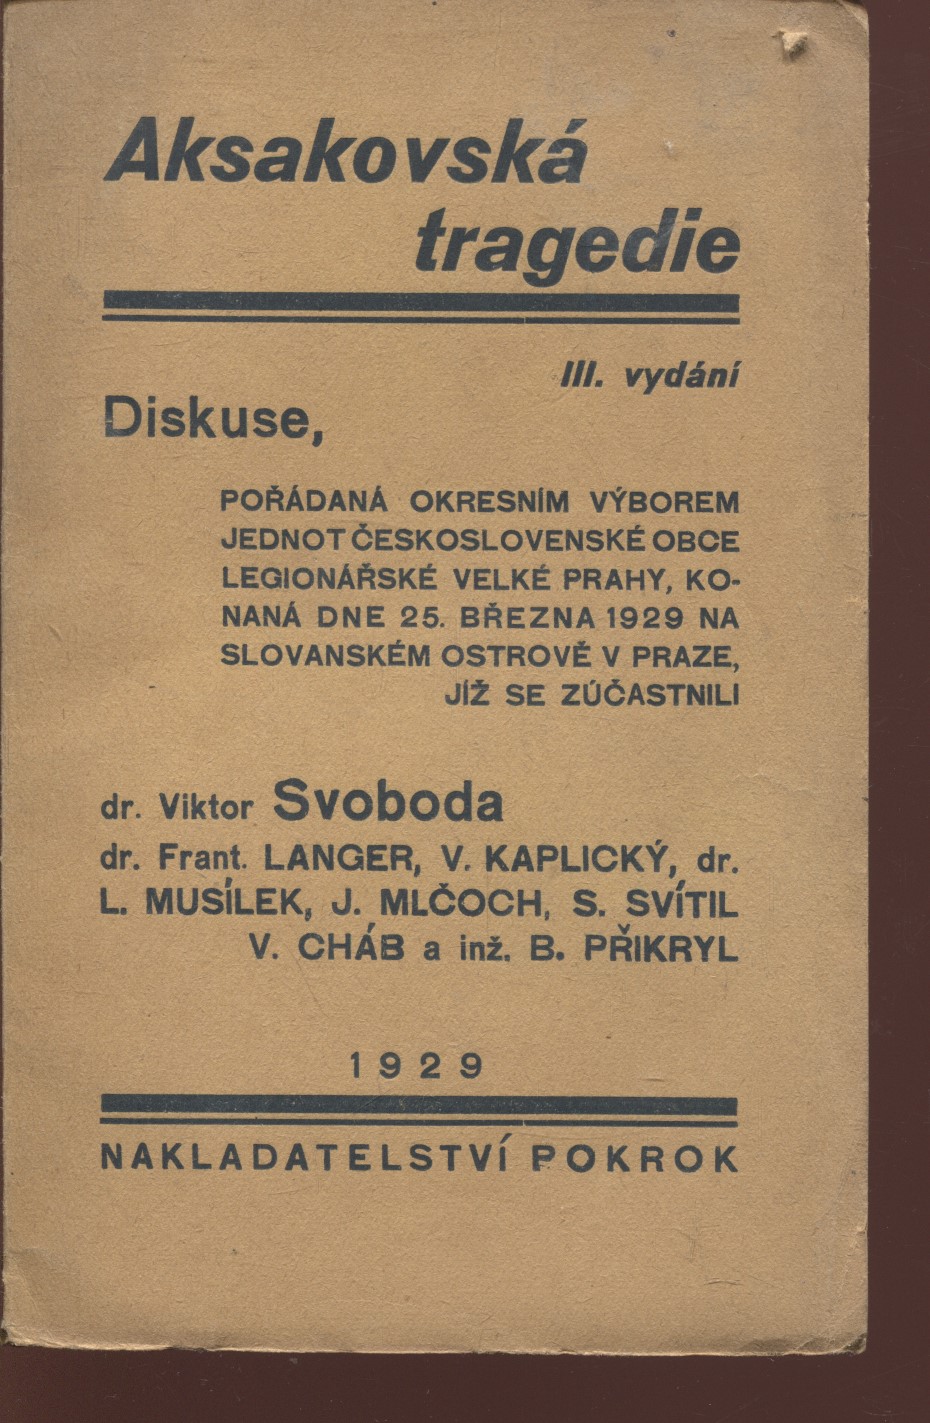 Aksakovská
tragedie
III. vydání
Diskuse,
POŘÁDANÁ OKRESNÍM VÝBOREM
JEDNOT ČESKOSLOVENSKÉ OBCE
LEGIONÁŘSKÉ VELKÉ PRAHY, KO-
NANÁ DNE 25. BŘEZNA 1929 NA
SLOVANSKÉM OSTROVĚ V PRAZE,
JÍŽ SE ZÚČASTNILI
dr. Viktor Svoboda
dr. Frant. LANGER, V. KAPLICKÝ, dr.
L. MUSÍLEK, J. MLČOCH, S. SVÍTIL
V. CHÁB a inž. B. PŘIKRYL
1929
NAKLADATELSTVÍ POKROK